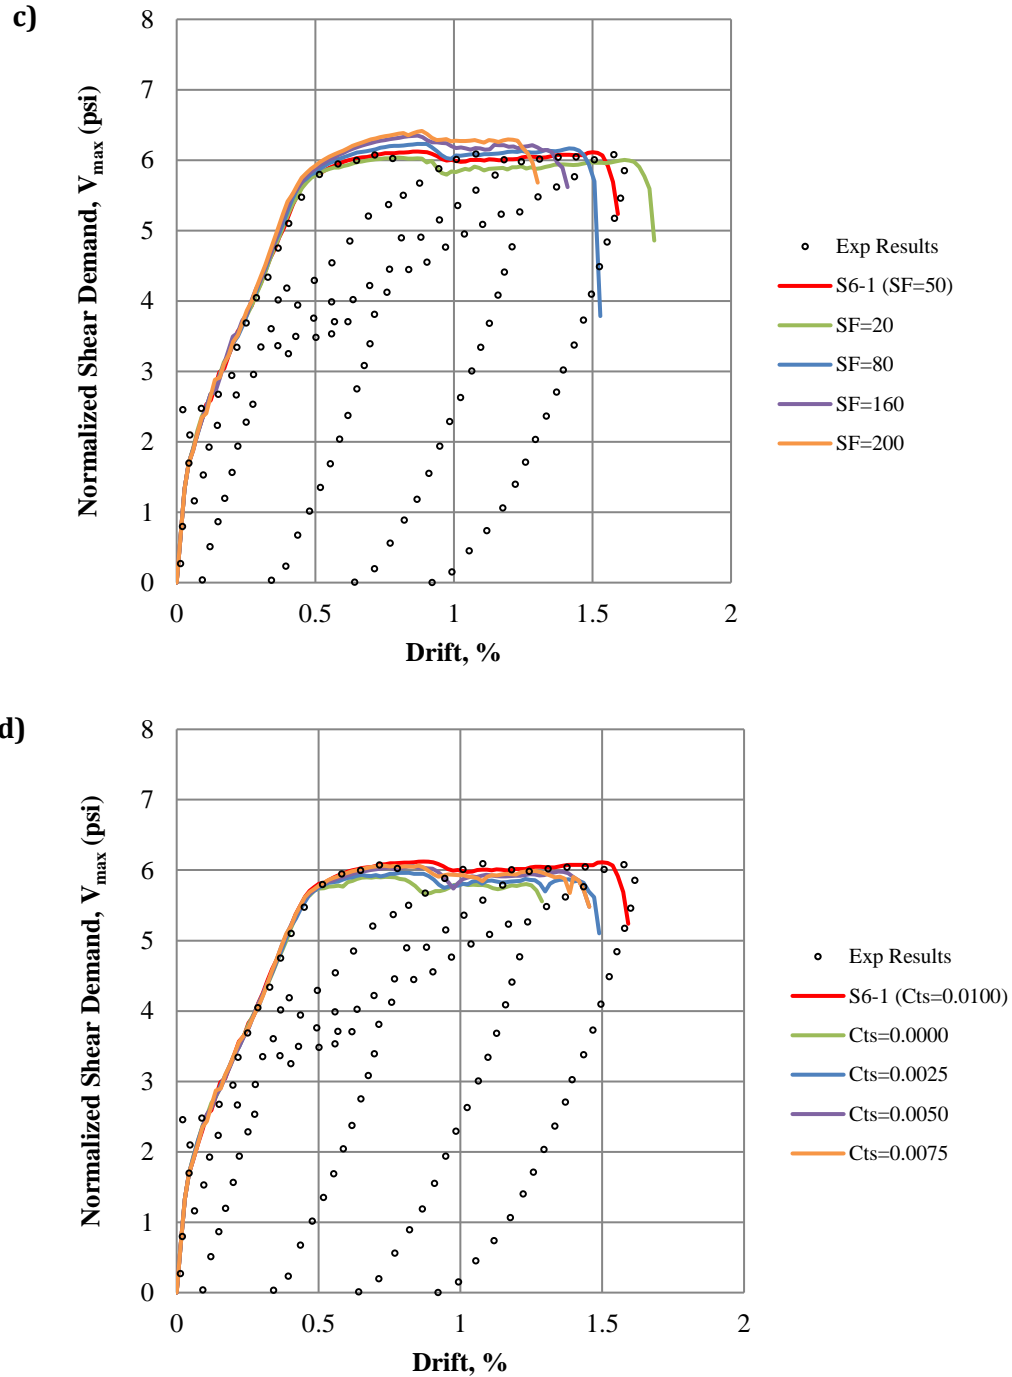 c)
8
7
6
5
4
3
2
1
0
Normalized Shear Demand, Vmax (psi)
0 0.5 1 1.5 2
Drift, %
Exp Results
S6-1 (SF=50)
SF=20
SF=80
SF=160
SF=200
d)
8
7
6
5
4
3
2
1
0
Normalized Shear Demand, Vmax (psi)
0 0.5 1 1.5 2
Drift, %
Exp Results
S6-1 (Cts=0.0100)
Cts=0.0000
Cts=0.0025
Cts=0.0050
Cts=0.0075